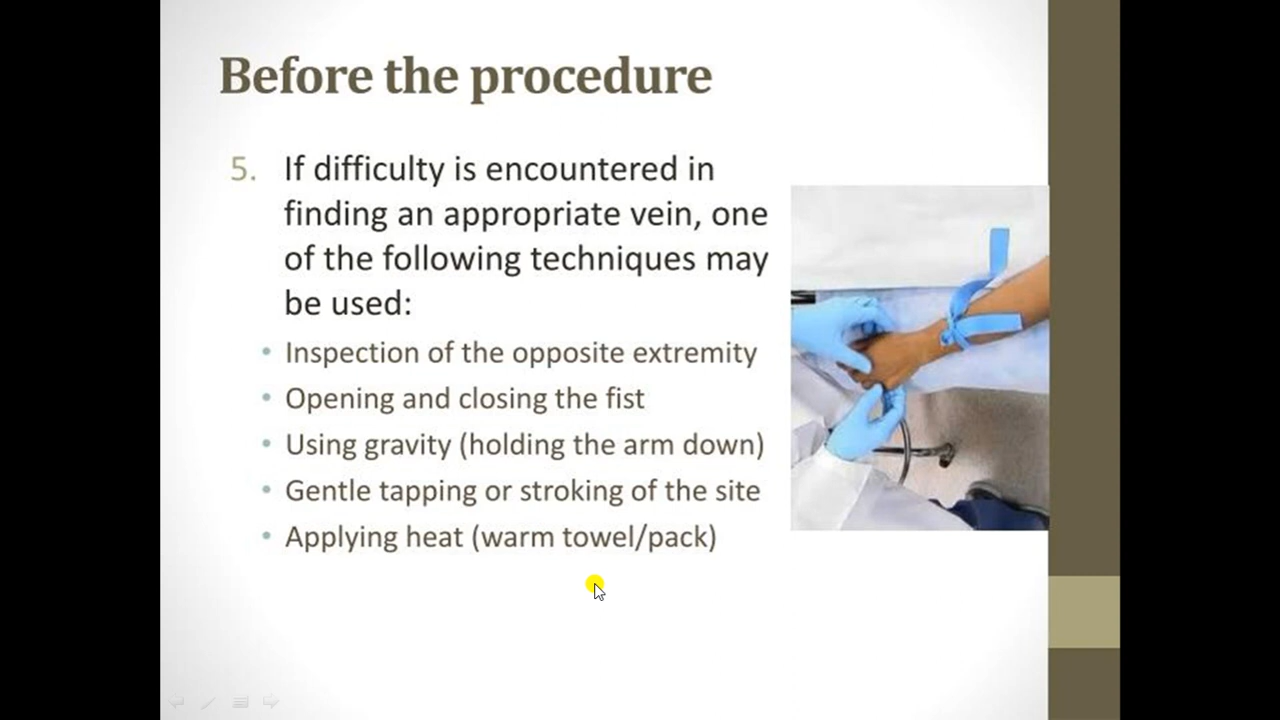 Before the procedure
5. If difficulty is encountered in
finding an appropriate vein, one
of the following techniques may
be used:
• Inspection of the opposite extremity
• Opening and closing the fist
• Using gravity (holding the arm down)
• Gentle tapping or stroking of the site
• Applying heat (warm towel/pack)